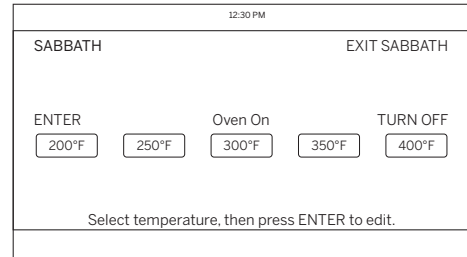 12:30 PM
SABBATH EXIT SABBATH
ENTER Oven On TURN OFF
200°F 250°F 300°F 350°F 400°F
Select temperature, then press ENTER to edit.